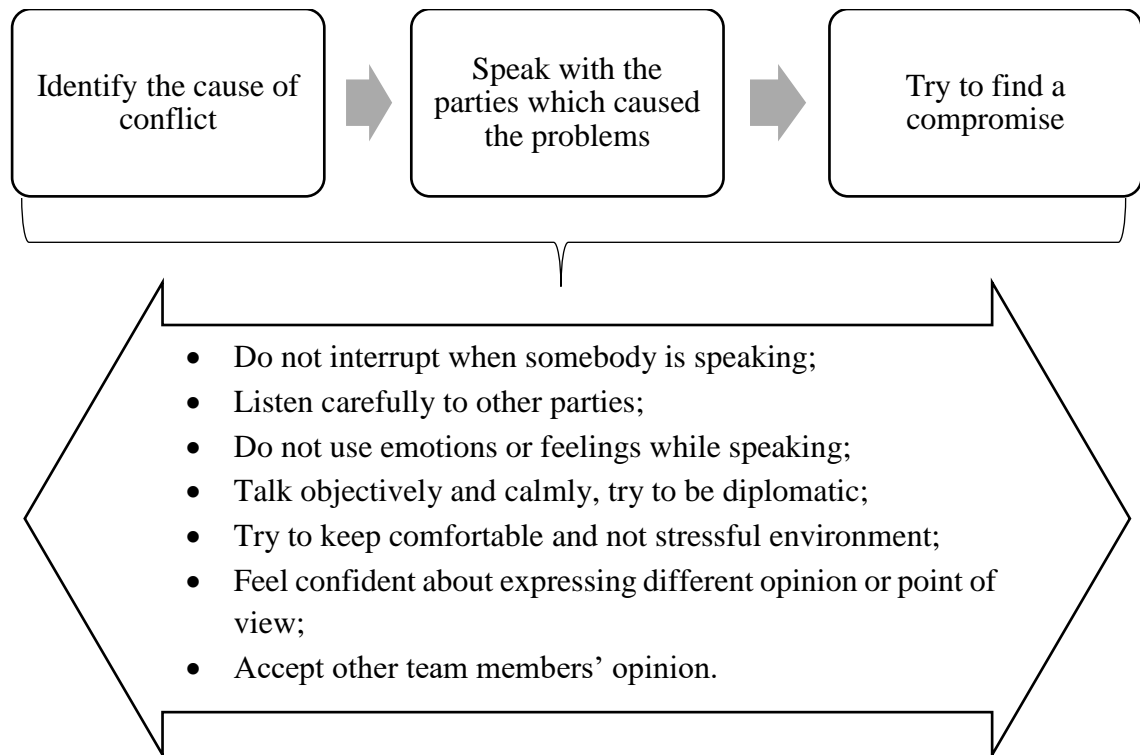 Identify the cause of
conflict
Speak with the
parties which caused
the problems
Try to find a
compromise
• Do not interrupt when somebody is speaking;
• Listen carefully to other parties;
• Do not use emotions or feelings while speaking;
• Talk objectively and calmly, try to be diplomatic;
• Try to keep comfortable and not stressful environment;
• Feel confident about expressing different opinion or point of
view;
• Accept other team members’ opinion.